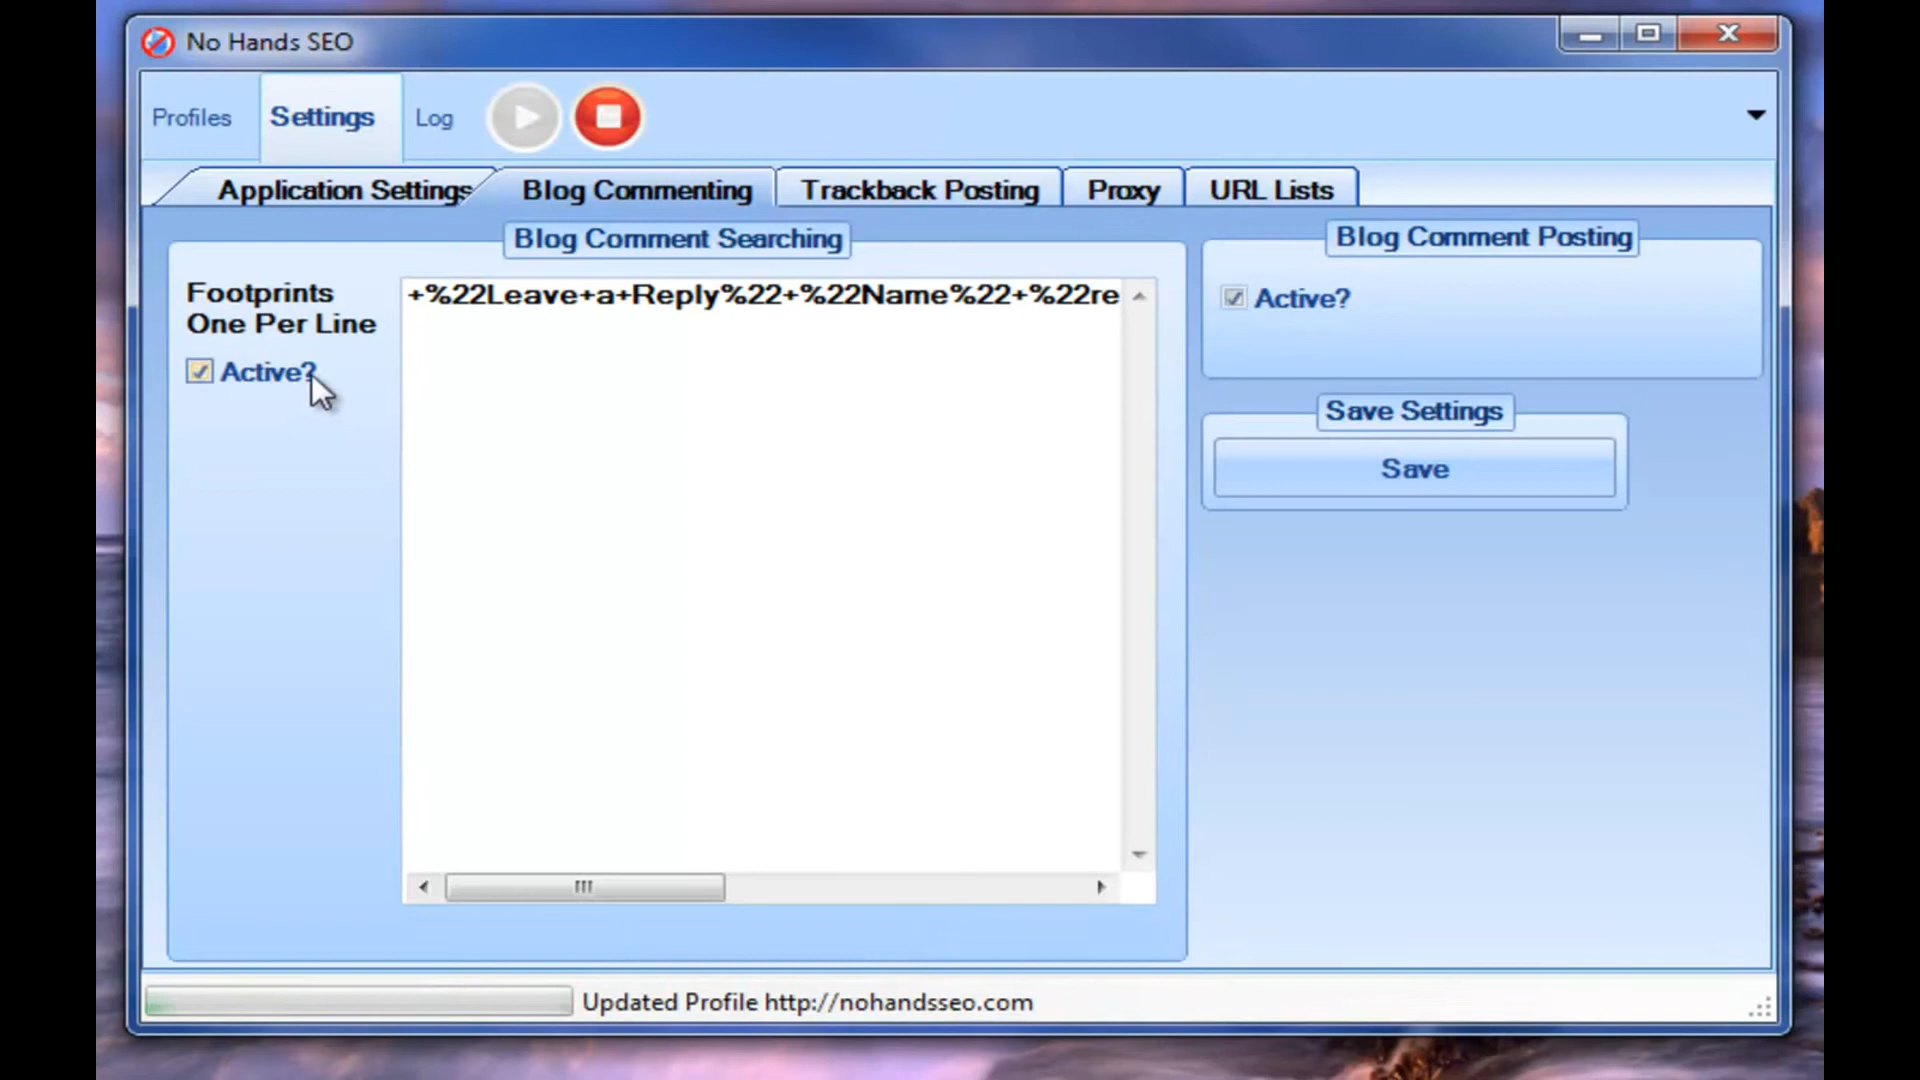 No Hands SEO
Profiles
Settings
Log
Application Settings
Blog Commenting
Trackback Posting
Proxy
URL Lists
Blog Comment Searching
Footprints
One Per Line
Active?
+%22Leave+a+Reply%22+%22Name%22+%22re
Blog Comment Posting
Active?
Save Settings
Save
Updated Profile http://nohandsseo.com